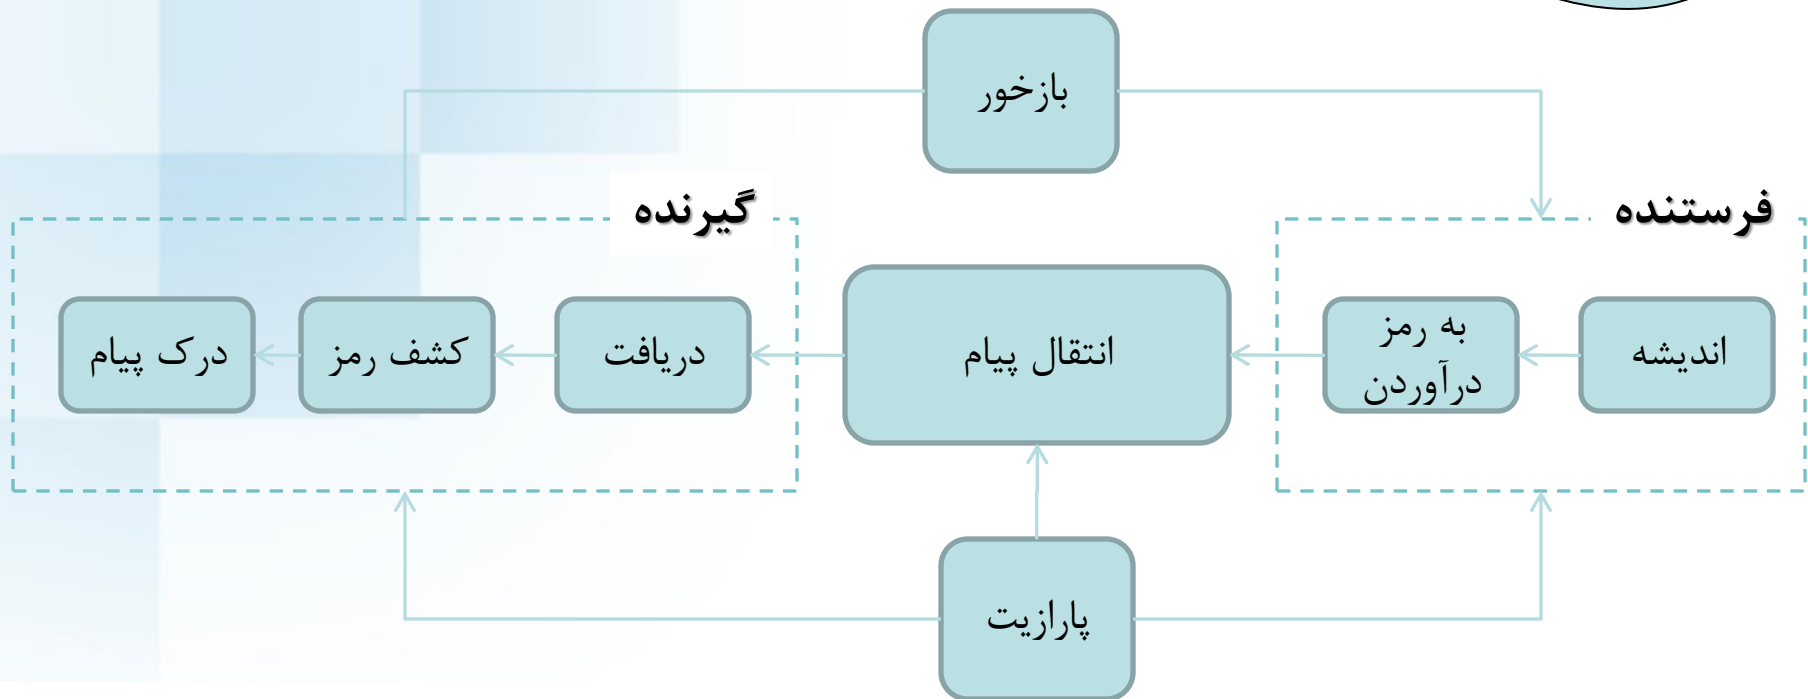 بازخور
فرستنده
گیرنده
اندیشه
به رمز
درآوردن
انتقال پیام
دریافت
کشف رمز
درک پیام
پارازیت